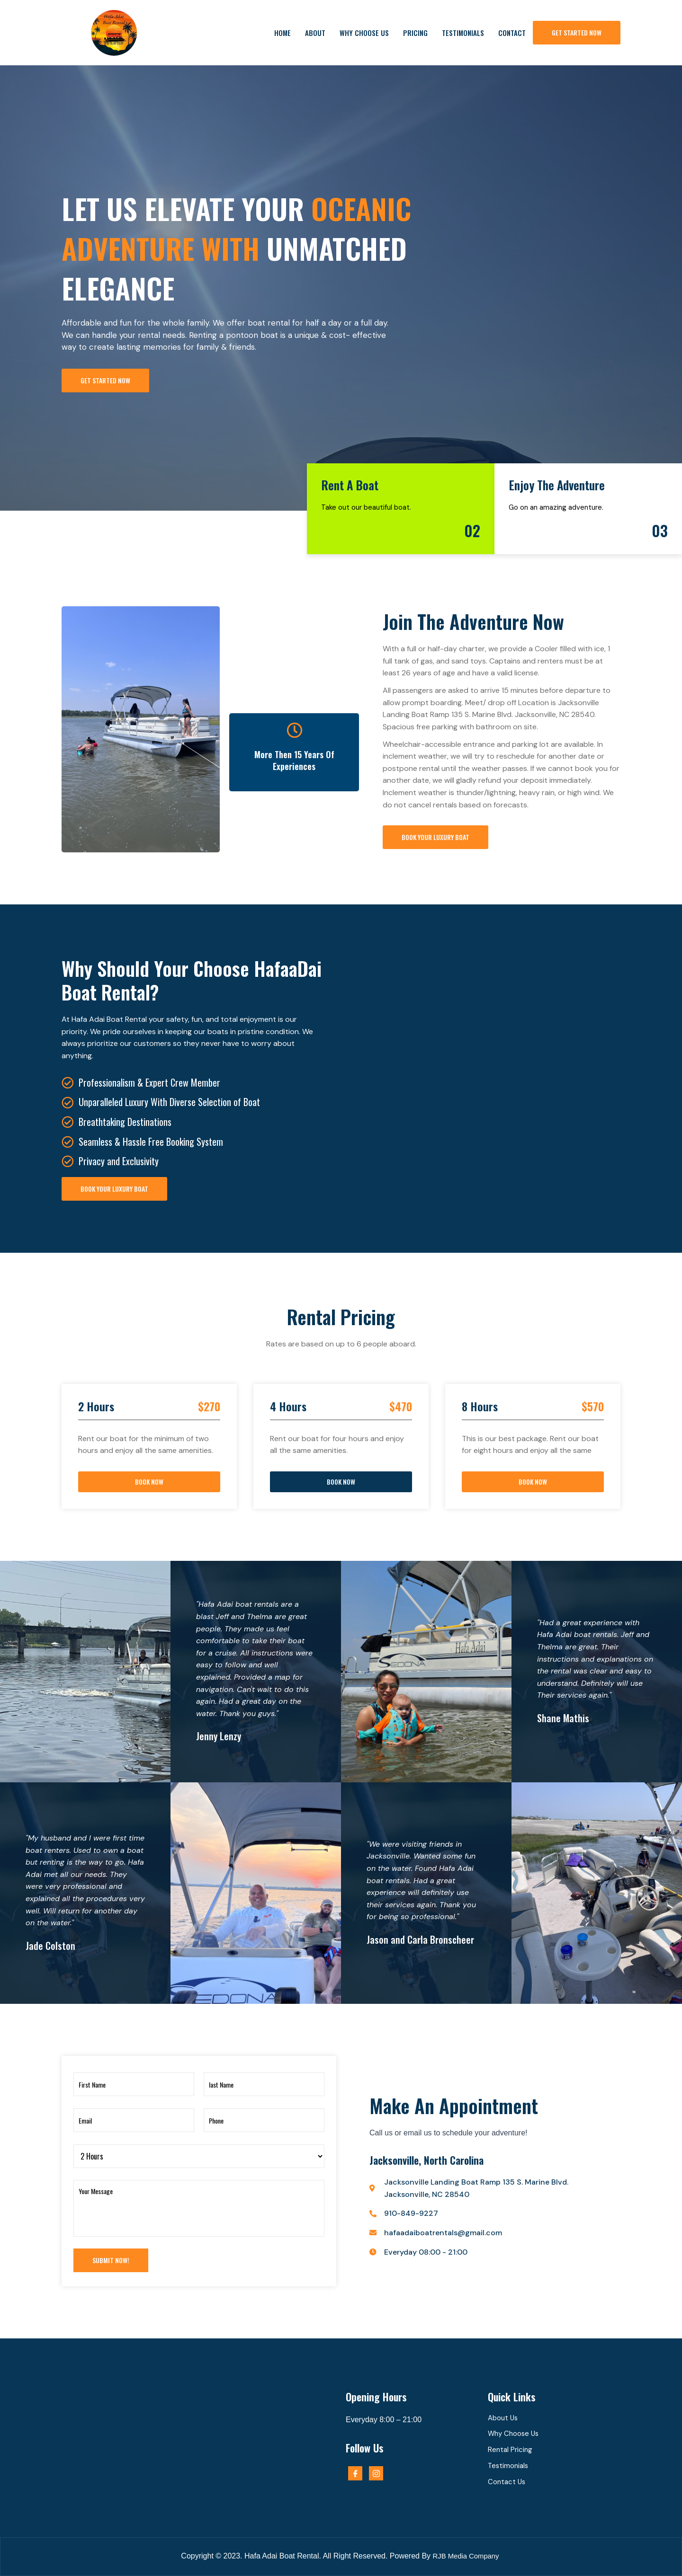 Hafa Adai
Boat Rental
HOME ABOUT WHY CHOOSE US PRICING TESTIMONIALS CONTACT GET STARTED NOW
LET US ELEVATE YOUR OCEANIC
ADVENTURE WITH UNMATCHED
ELEGANCE
Affordable and fun for the whole family. We offer boat rental for half a day or a full day.
We can handle your rental needs. Renting a pontoon boat is a unique & cost- effective
way to create lasting memories for family & friends.
GET STARTED NOW
Rent A Boat
Take out our beautiful boat.
02
Enjoy The Adventure
Go on an amazing adventure.
03
More Then 15 Years Of
Experiences
Join The Adventure Now
With a full or half-day charter, we provide a Cooler filled with ice, 1
full tank of gas, and sand toys. Captains and renters must be at
least 26 years of age and have a valid license.
All passengers are asked to arrive 15 minutes before departure to
allow prompt boarding. Meet/ drop off Location is Jacksonville
Landing Boat Ramp 135 S. Marine Blvd. Jacksonville, NC 28540.
Spacious free parking with bathroom on site.
Wheelchair-accessible entrance and parking lot are available. In
inclement weather, we will try to reschedule for another date or
postpone rental until the weather passes. If we cannot book you for
another date, we will gladly refund your deposit immediately.
Inclement weather is thunder/lightning, heavy rain, or high wind. We
do not cancel rentals based on forecasts.
BOOK YOUR LUXURY BOAT
Why Should Your Choose HafaaDai
Boat Rental?
At Hafa Adai Boat Rental your safety, fun, and total enjoyment is our
priority. We pride ourselves in keeping our boats in pristine condition. We
always prioritize our customers so they never have to worry about
anything.
Professionalism & Expert Crew Member
Unparalleled Luxury With Diverse Selection of Boat
Breathtaking Destinations
Seamless & Hassle Free Booking System
Privacy and Exclusivity
BOOK YOUR LUXURY BOAT
Rental Pricing
Rates are based on up to 6 people aboard.
2 Hours $270
Rent our boat for the minimum of two
hours and enjoy all the same amenities.
BOOK NOW
4 Hours $470
Rent our boat for four hours and enjoy
all the same amenities.
BOOK NOW
8 Hours $570
This is our best package. Rent our boat
for eight hours and enjoy all the same
BOOK NOW
"Hafa Adai boat rentals are a
blast Jeff and Thelma are great
people. They made us feel
comfortable to take their boat
for a cruise. All instructions were
easy to follow and well
explained. Provided a map for
navigation. Can't wait to do this
again. Had a great day on the
water. Thank you guys."
Jenny Lenzy
Hafa Adai
"Had a great experience with
Hafa Adai boat rentals. Jeff and
Thelma are great. Their
instructions and explanations on
the rental was clear and easy to
understand. Definitely will use
Their services again."
Shane Mathis
"My husband and I were first time
boat renters. Used to own a boat
but renting is the way to go. Hafa
Adai met all our needs. They
were very professional and
explained all the procedures very
well. Will return for another day
on the water."
Jade Colston
"We were visiting friends in
Jacksonville. Wanted some fun
on the water. Found Hafa Adai
boat rentals. Had a great
experience will definitely use
their services again. Thank you
for being so professional."
Jason and Carla Bronscheer
First Name
last Name
Email
Phone
2 Hours
Your Message
SUBMIT NOW!
Make An Appointment
Call us or email us to schedule your adventure!
Jacksonville, North Carolina
Jacksonville Landing Boat Ramp 135 S. Marine Blvd.
Jacksonville, NC 28540
910-849-9227
hafaadaiboatrentals@gmail.com
Everyday 08:00 - 21:00
Opening Hours
Everyday 8:00 – 21:00
Follow Us
Quick Links
About Us
Why Choose Us
Rental Pricing
Testimonials
Contact Us
Copyright © 2023. Hafa Adai Boat Rental. All Right Reserved. Powered By RJB Media Company